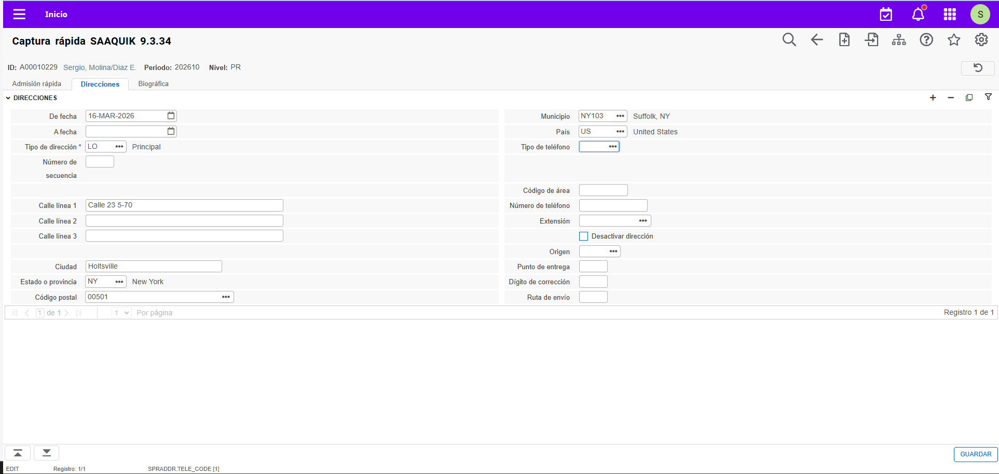 Inicio
S
Captura rápida SAAQUIK 9.3.34
ID: A00010229 Sergio, Molina/Diaz E. Periodo: 202610 Nivel: PR
Admisión rápida Direcciones Biográfica
DIRECCIONES
De fecha 16-MAR-2026
A fecha
Tipo de dirección * LO Principal
Número de
secuencia
Calle línea 1 Calle 23 5-70
Calle línea 2
Calle línea 3
Ciudad Holtsville
Estado o provincia NY New York
Código postal 00501
Municipio NY103 Suffolk, NY
País US United States
Tipo de teléfono
Código de área
Número de teléfono
Extensión
Desactivar dirección
Origen
Punto de entrega
Dígito de corrección
Ruta de envío
1 de 1 1 Por página Registro 1 de 1
GUARDAR
EDIT Registro: 1/1 SPRADDR.TELE_CODE [1]